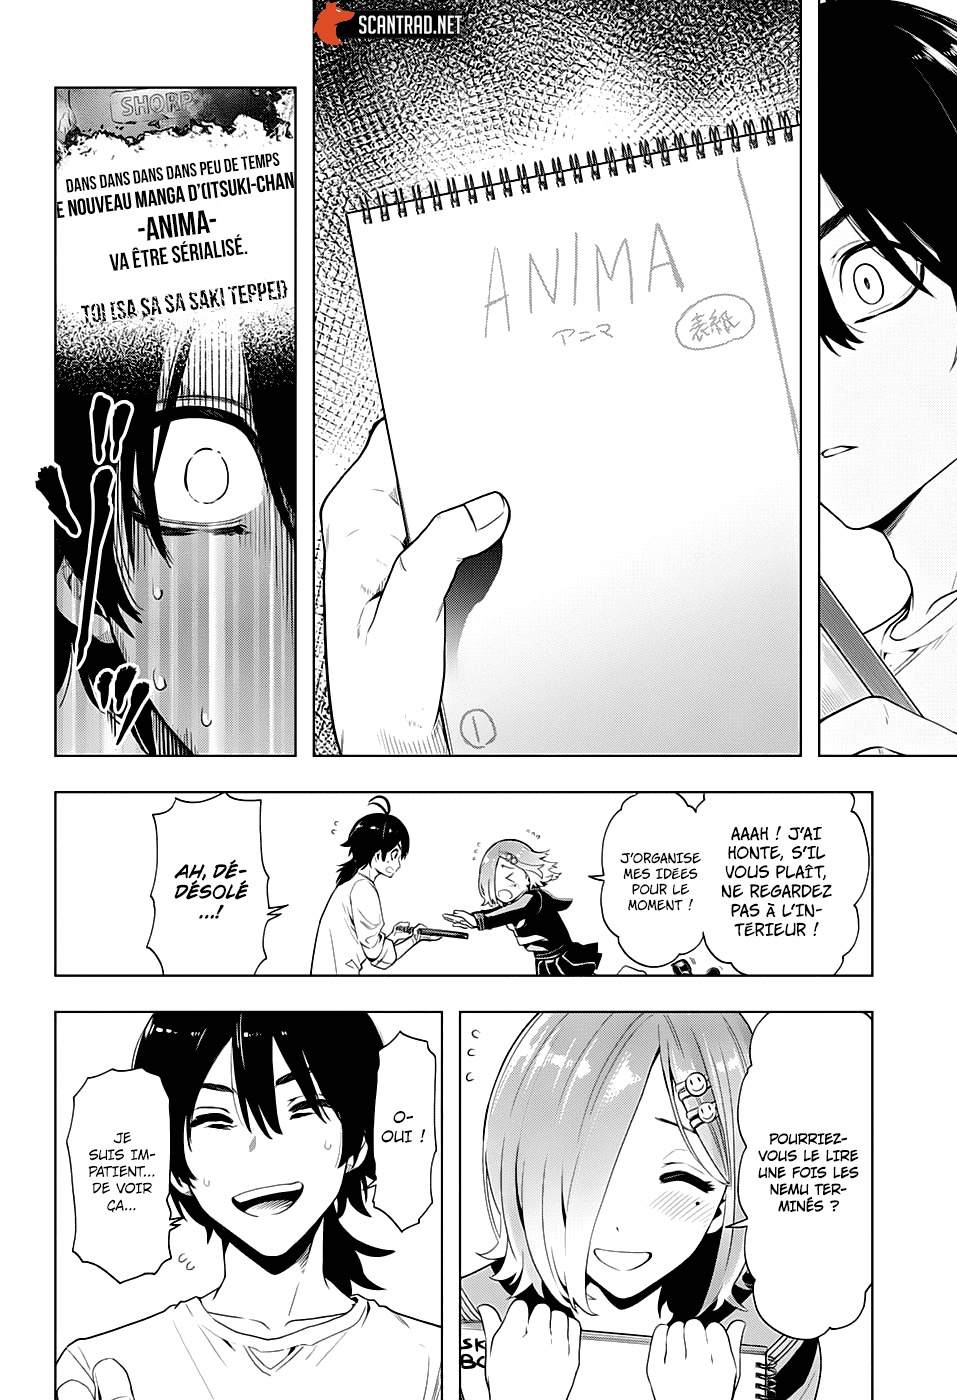 SCANTRAD.NET
ANIMA
アニマ
表紙
1
SHORP
DANS DANS DANS DANS PEU DE TEMPS
E NOUVEAU MANGA D'(ITSUKI-CHAN
-ANIMA-
VA ÊTRE SÉRIALISÉ.
TOI (SA SA SA SAKI TEPPEI)
AAAH ! J'AI
HONTE, S'IL
VOUS PLAÎT,
NE REGARDEZ
PAS À L'IN-
TÉRIEUR !
J'ORGANISE
MES IDÉES
POUR LE
MOMENT !
AH, DÉ-
DÉSOLÉ
...!
POURRIEZ-
VOUS LE LIRE
UNE FOIS LES
NEMU TER-
MINÉS ?
SK
BO
O-
OUI !
JE
SUIS IM-
PATIENT...
DE VOIR
ÇA...